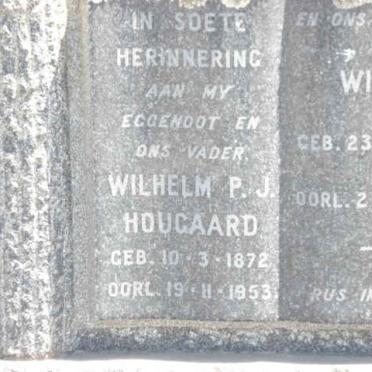 IN SOETE
HERINNERING
AAN MY
EGGENOOT EN
ONS VADER
WILHELM P. J.
HOUGAARD
GEB. 10-3-1872
OORL. 19-11-1953
EN ONS
WI
GEB. 23
OORL. 2
RUS IN